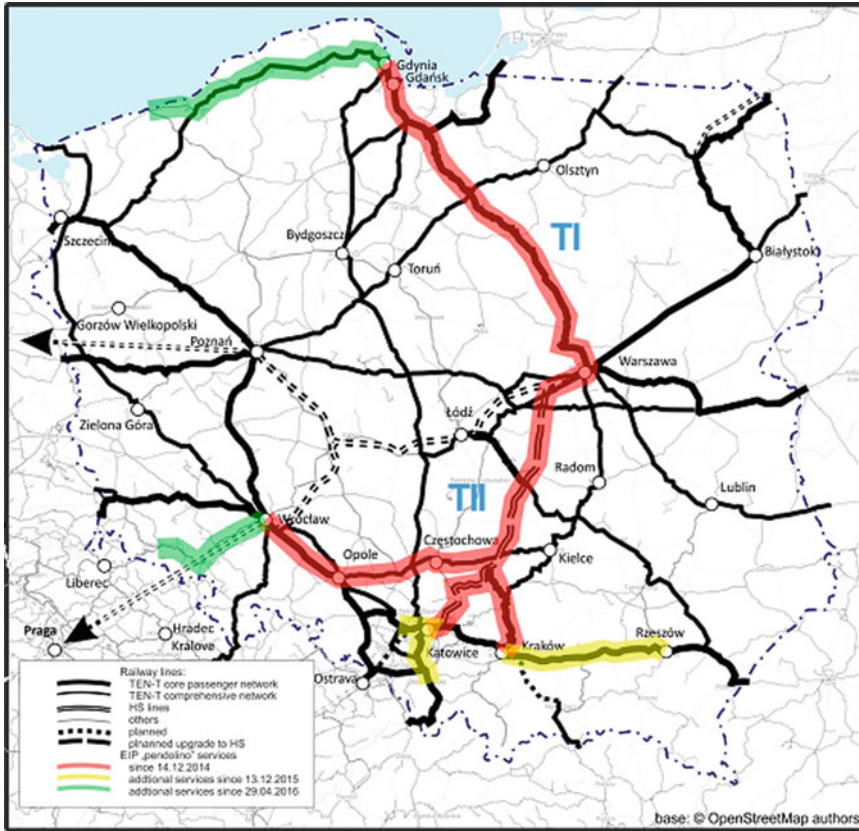 Gdynia
Gdańsk
Olsztyn
TI
Szczecin
Bydgoszcz
Toruń
Białystok
Gorzów Wielkopolski
Poznań
Warszawa
Zielona Góra
Łódź
Radom
TII
Lublin
Wrocław
Częstochowa
Opole
Kielce
Liberec
Praga
Hradec
Kralove
Ostrava
Katowice
Kraków
Rzeszów
Railway lines:
TEN-T core passenger network
TEN-T comprehensive network
HS lines
others
planned
plnanned upgrade to HS
EIP „pendolino” services
since 14.12.2014
addtional services since 13.12.2015
addtional services since 29.04.2016
base: © OpenStreetMap authors